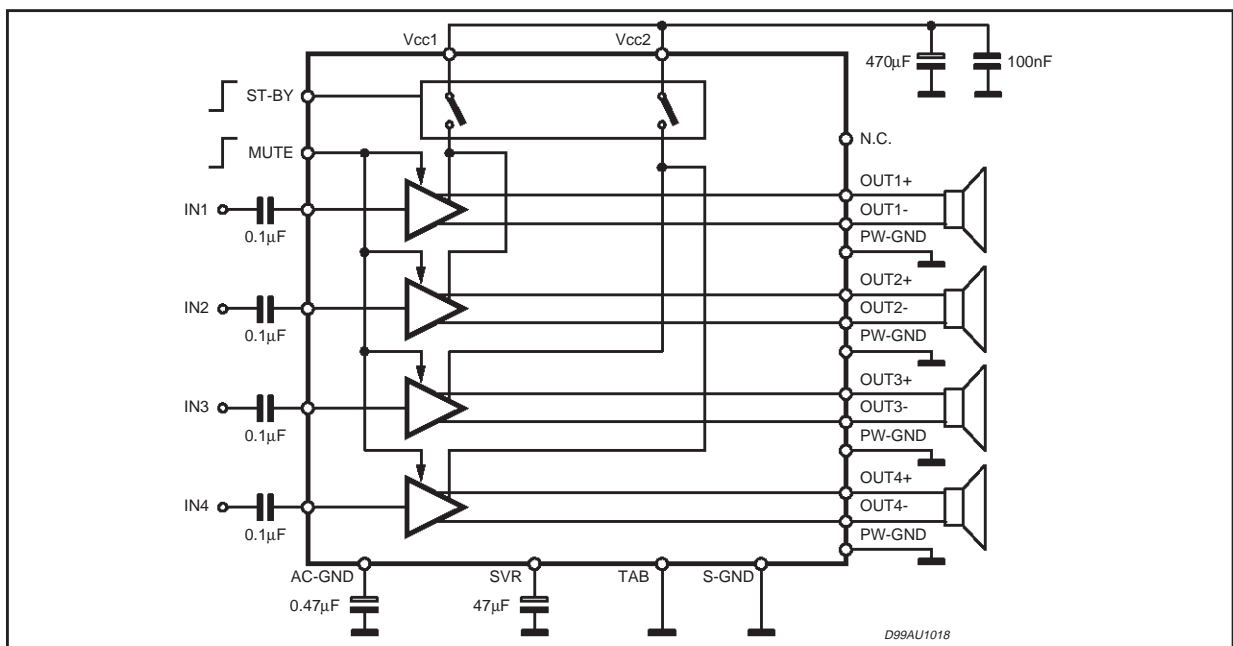 Vcc1
Vcc2
470μF
100nF
ST-BY
MUTE
N.C.
IN1
0.1μF
OUT1+
OUT1-
PW-GND
IN2
0.1μF
OUT2+
OUT2-
PW-GND
IN3
0.1μF
OUT3+
OUT3-
PW-GND
IN4
0.1μF
OUT4+
OUT4-
PW-GND
AC-GND
SVR
TAB
S-GND
0.47μF
47μF
D99AU1018